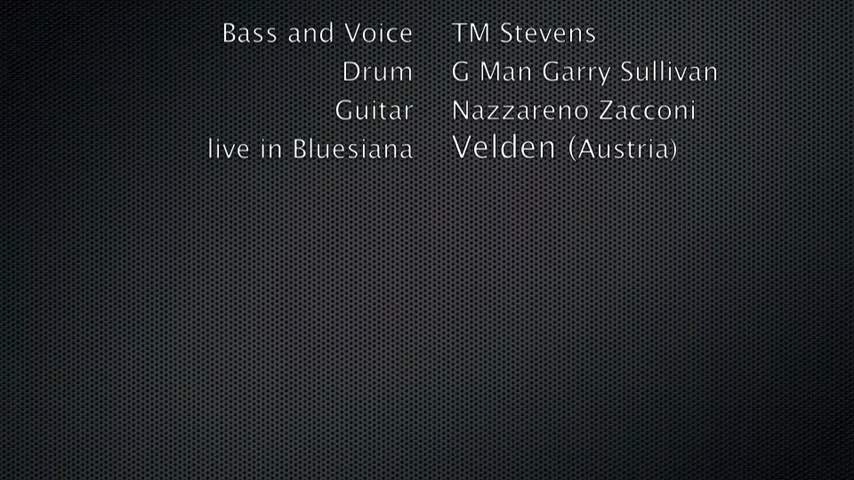 Bass and Voice TM Stevens
Drum G Man Garry Sullivan
Guitar Nazzareno Zacconi
live in Bluesiana Velden (Austria)